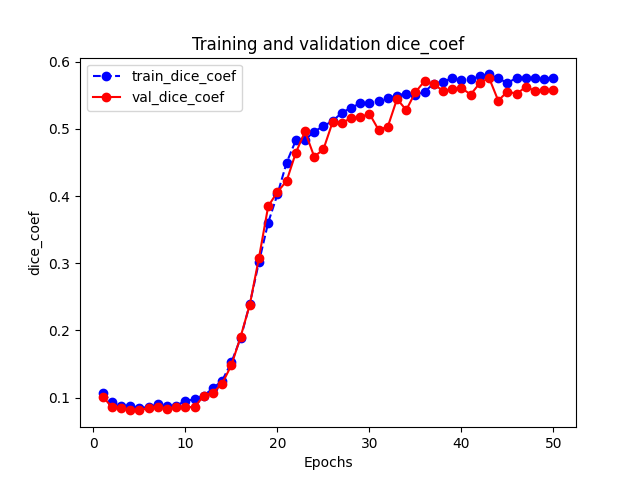 Training and validation dice_coef
train_dice_coef
val_dice_coef
0.6
0.5
0.4
0.3
0.2
0.1
dice_coef
0 10 20 30 40 50
Epochs